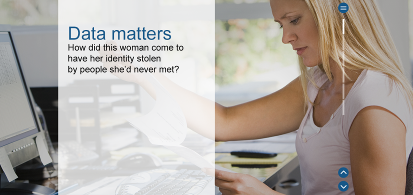 Data matters
How did this woman come to
have her identity stolen
by people she'd never met?